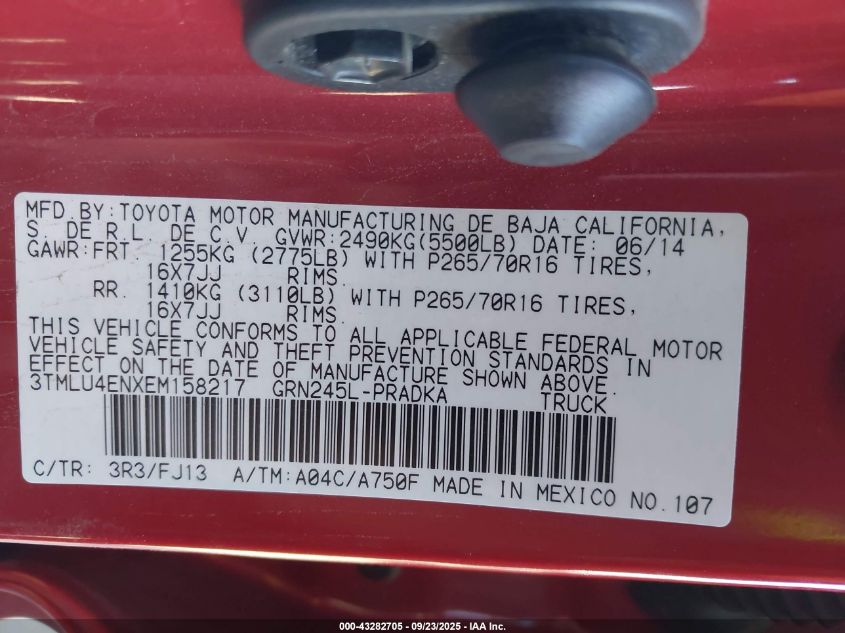 MFD.BY:TOYOTA MOTOR MANUFACTURING DE BAJA CALIFORNIA,
S. DE R.L. DE C.V. GVWR:2490KG(5500LB) DATE: 06/14
GAWR:FRT. 1255KG (2775LB) WITH P265/70R16 TIRES,
16X7JJ RIMS.
RR. 1410KG (3110LB) WITH P265/70R16 TIRES,
16X7JJ RIMS.
THIS VEHICLE CONFORMS TO ALL APPLICABLE FEDERAL MOTOR
VEHICLE SAFETY AND THEFT PREVENTION STANDARDS IN
EFFECT ON THE DATE OF MANUFACTURE SHOWN ABOVE.
3TMLU4ENXEM158217 GRN245L-PRADKA TRUCK
C/TR: 3R3/FJ13 A/TM:A04C/A750F MADE IN MEXICO NO.107
000-43282705 - 09/23/2025 - IAA Inc.